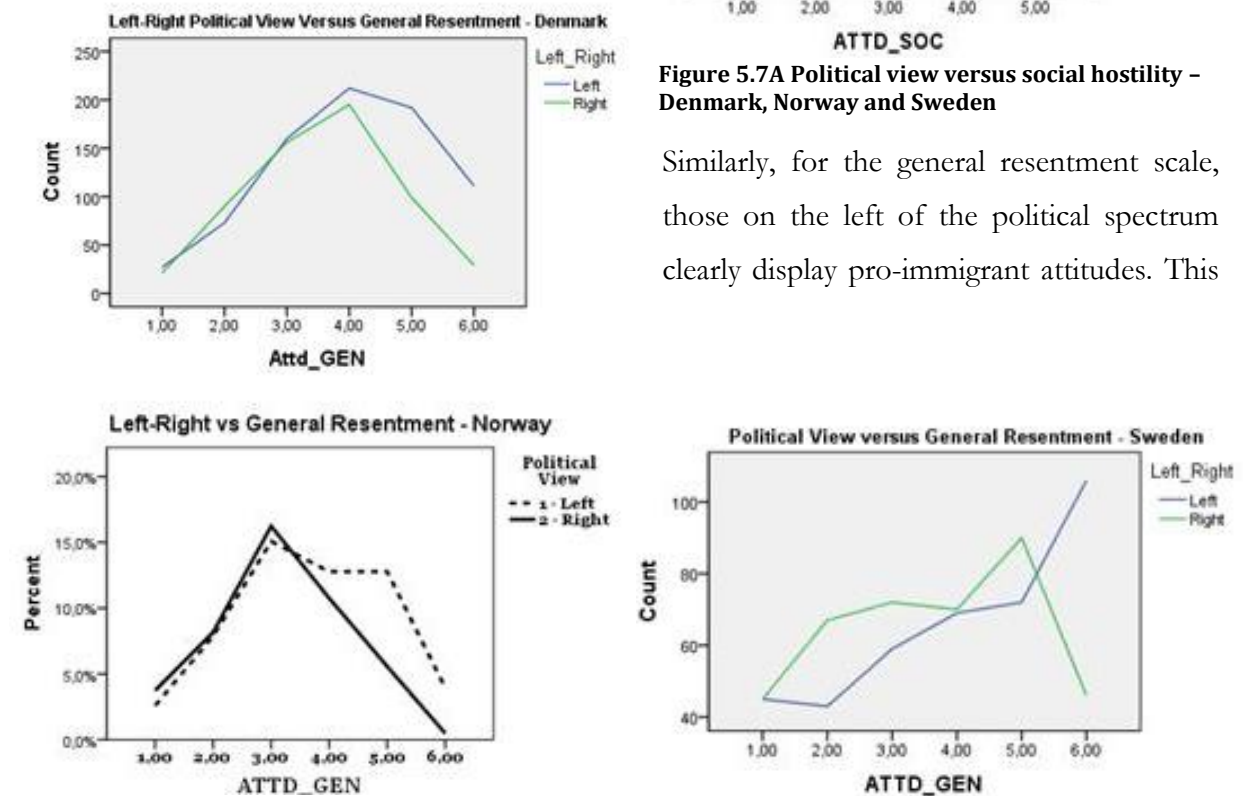 Left-Right Political View Versus General Resentment - Denmark
Left_Right
Left
Right
250
200
150
100
50
0
Count
1,00 2,00 3,00 4,00 5,00 6,00
Attd_GEN
1,00 2,00 3,00 4,00 5,00
ATTD_SOC
Figure 5.7A Political view versus social hostility –
Denmark, Norway and Sweden
Similarly, for the general resentment scale,
those on the left of the political spectrum
clearly display pro-immigrant attitudes. This
Left-Right vs General Resentment - Norway
Political
View
1 - Left
2 - Right
20,0%
15,0%
10,0%
5,0%
0,0%
Percent
1,00 2,00 3,00 4,00 5,00 6,00
ATTD_GEN
Political View versus General Resentment - Sweden
Left_Right
Left
Right
100
80
60
40
Count
1,00 2,00 3,00 4,00 5,00 6,00
ATTD_GEN